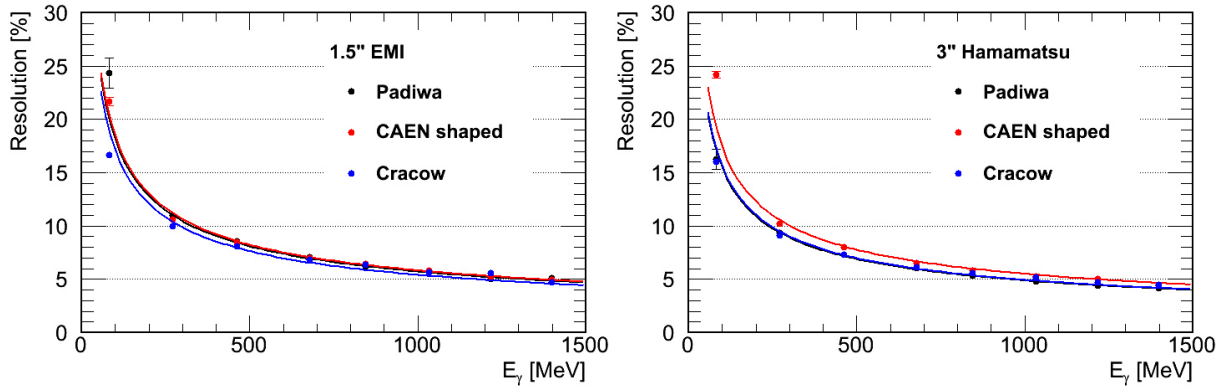 Resolution [%]
30
25
20
15
10
5
0
1.5" EMI
Padiwa
CAEN shaped
Cracow
0
500
1000
1500
Eγ [MeV]
Resolution [%]
30
25
20
15
10
5
0
3" Hamamatsu
Padiwa
CAEN shaped
Cracow
0
500
1000
1500
Eγ [MeV]